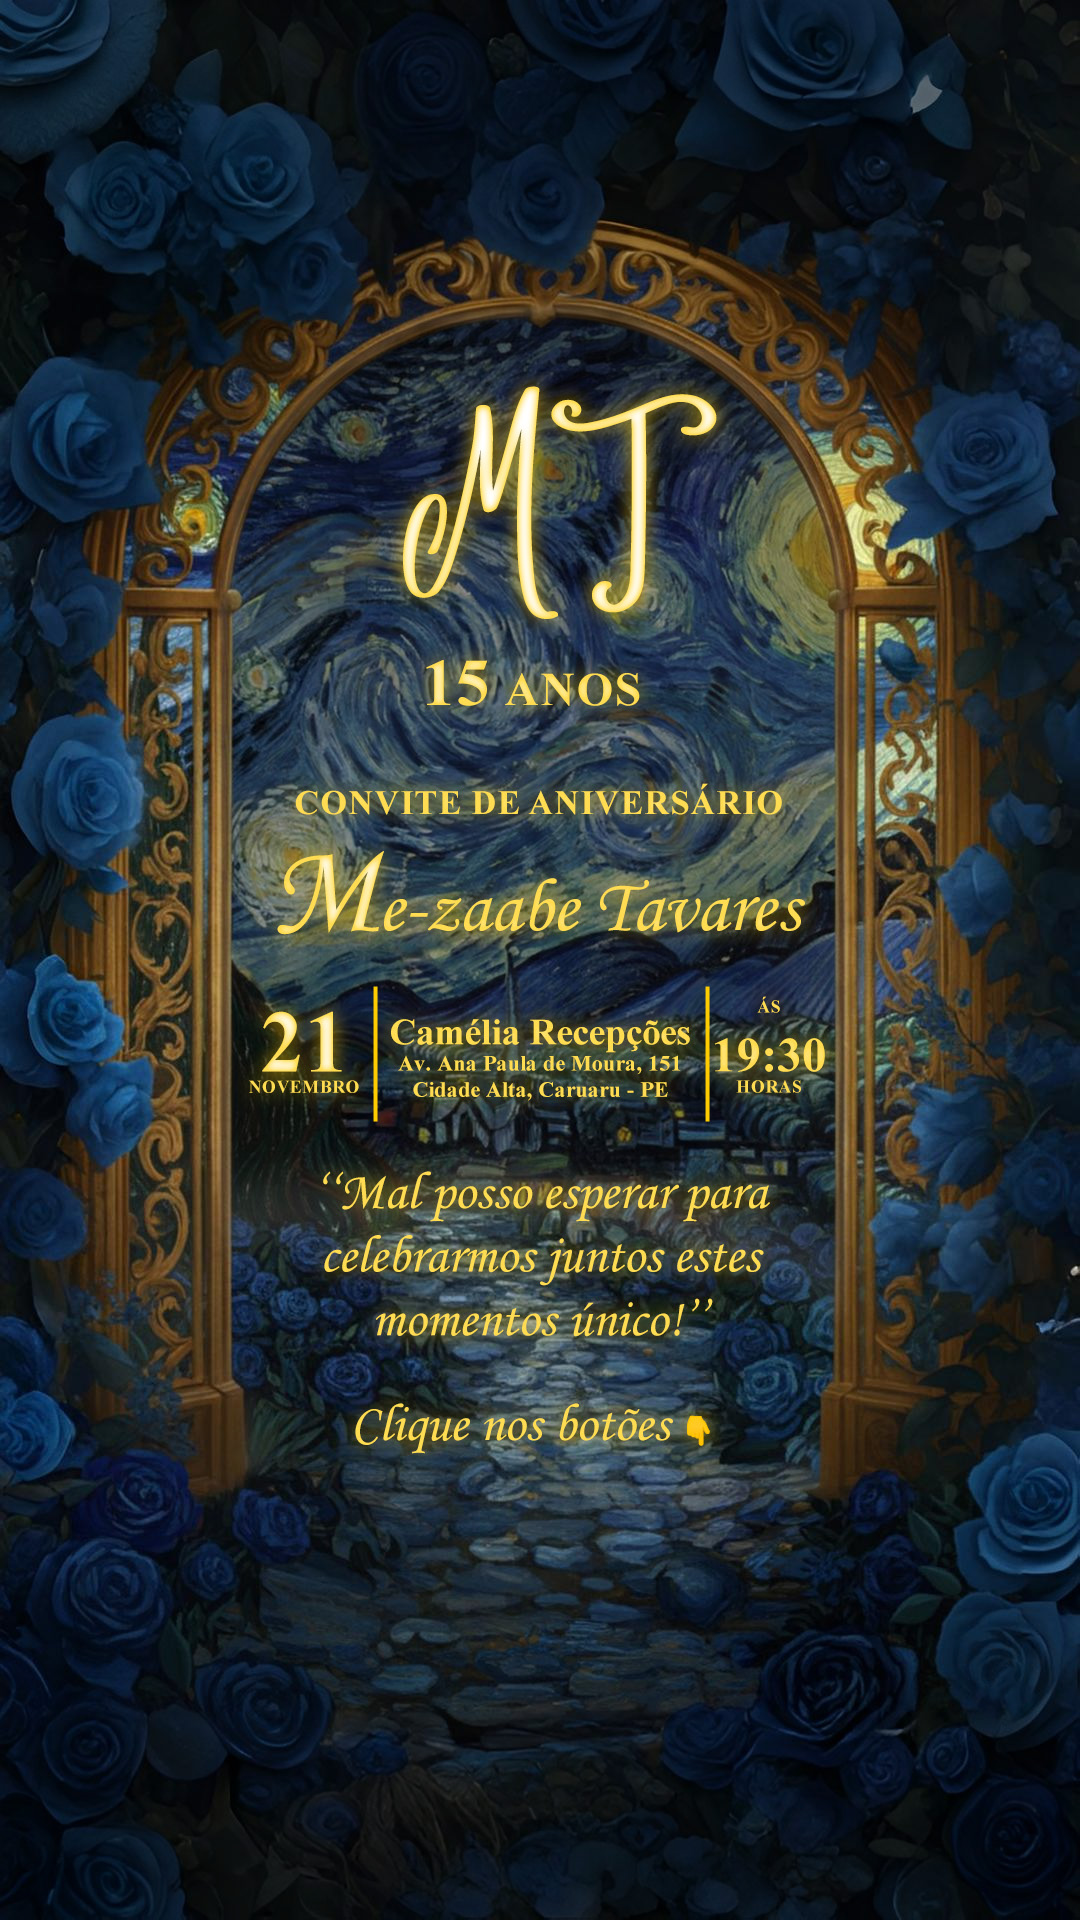 MT
15 ANOS
CONVITE DE ANIVERSÁRIO
Me-zaabe Tavares
21
NOVEMBRO
Camélia Recepções
Av. Ana Paula de Moura, 151
Cidade Alta, Caruaru - PE
ÁS
19:30
HORAS
‘‘Mal posso esperar para
celebrarmos juntos estes
momentos único!’’
Clique nos botões👇